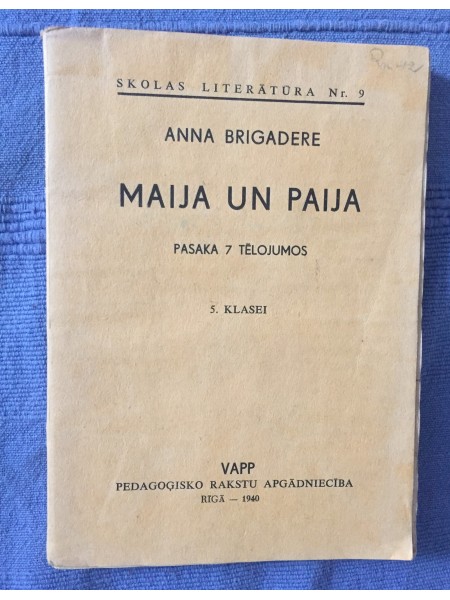 SKOLAS LITERĀTŪRA Nr. 9
ANNA BRIGADERE
MAIJA UN PAIJA
PASAKA 7 TĒLOJUMOS
5. KLASEI
VAPP
PEDAGOĢISKO RAKSTU APGĀDNIECĪBA
RĪGĀ — 1940